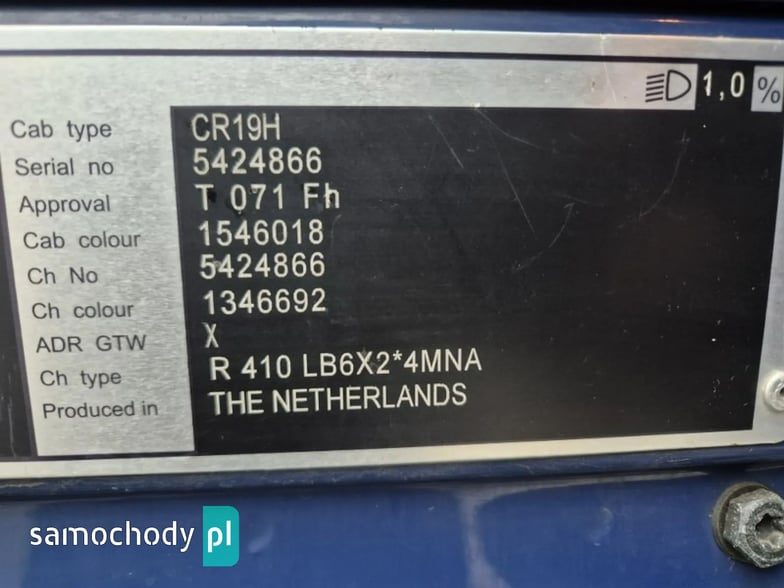 1,0 %
Cab type CR19H
Serial no 5424866
Approval T 071 Fh
Cab colour 1546018
Ch No 5424866
Ch colour 1346692
ADR GTW X
Ch type R 410 LB6X2*4MNA
Produced in THE NETHERLANDS
samochody pl